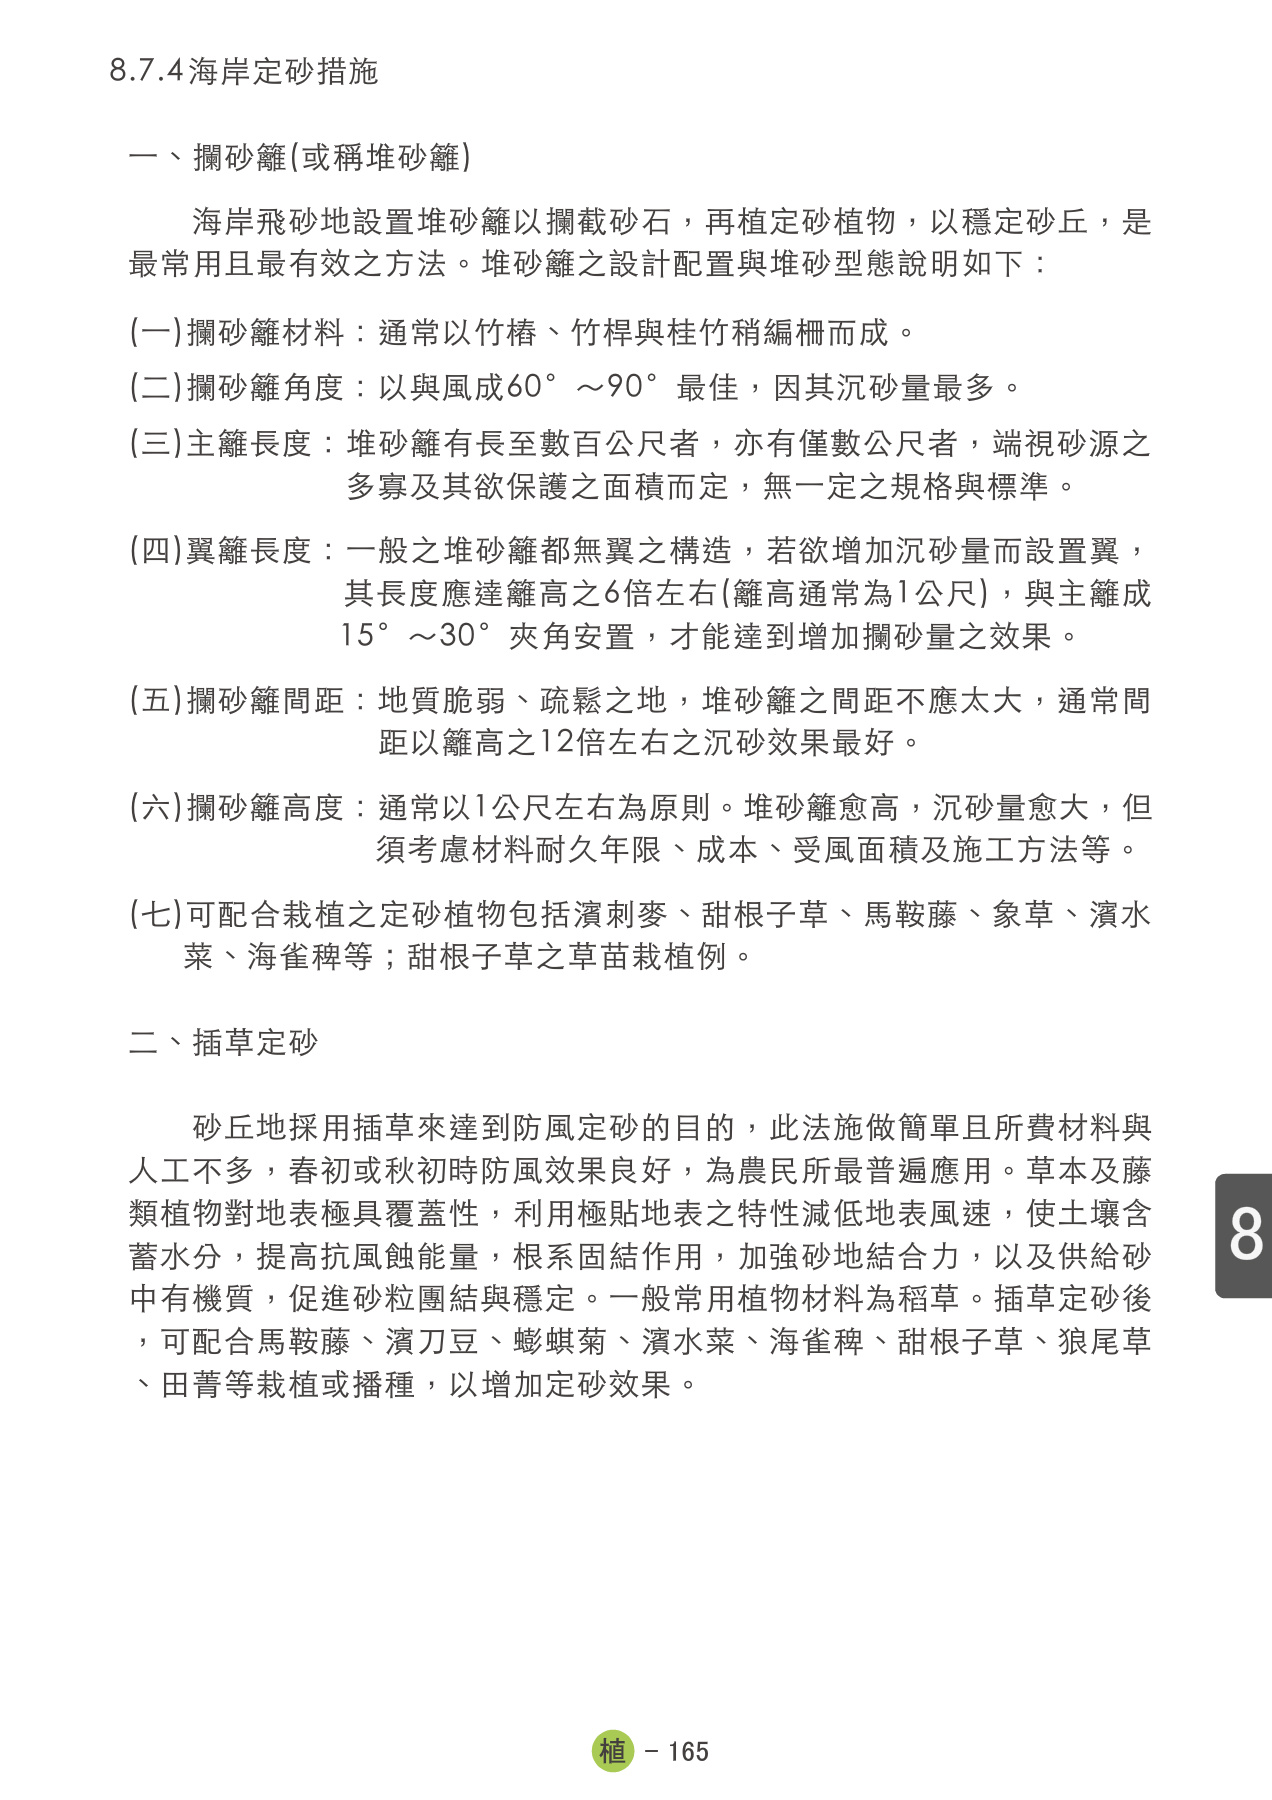 8.7.4海岸定砂措施
一、攔砂籬(或稱堆砂籬)
海岸飛砂地設置堆砂籬以攔截砂石，再植定砂植物，以穩定砂丘，是
最常用且最有效之方法。堆砂籬之設計配置與堆砂型態說明如下：
(一)攔砂籬材料：通常以竹樁、竹桿與桂竹稍編柵而成。
(二)攔砂籬角度：以與風成60°～90°最佳，因其沉砂量最多。
(三)主籬長度：堆砂籬有長至數百公尺者，亦有僅數公尺者，端視砂源之
多寡及其欲保護之面積而定，無一定之規格與標準。
(四)翼籬長度：一般之堆砂籬都無翼之構造，若欲增加沉砂量而設置翼，
其長度應達籬高之6倍左右(籬高通常為1公尺)，與主籬成
15°～30°夾角安置，才能達到增加攔砂量之效果。
(五)攔砂籬間距：地質脆弱、疏鬆之地，堆砂籬之間距不應太大，通常間
距以籬高之12倍左右之沉砂效果最好。
(六)攔砂籬高度：通常以1公尺左右為原則。堆砂籬愈高，沉砂量愈大，但
須考慮材料耐久年限、成本、受風面積及施工方法等。
(七)可配合栽植之定砂植物包括濱刺麥、甜根子草、馬鞍藤、象草、濱水
菜、海雀稗等；甜根子草之草苗栽植例。
二、插草定砂
砂丘地採用插草來達到防風定砂的目的，此法施做簡單且所費材料與
人工不多，春初或秋初時防風效果良好，為農民所最普遍應用。草本及藤
類植物對地表極具覆蓋性，利用極貼地表之特性減低地表風速，使土壤含
蓄水分，提高抗風蝕能量，根系固結作用，加強砂地結合力，以及供給砂
中有機質，促進砂粒團結與穩定。一般常用植物材料為稻草。插草定砂後
，可配合馬鞍藤、濱刀豆、蟛蜞菊、濱水菜、海雀稗、甜根子草、狼尾草
、田菁等栽植或播種，以增加定砂效果。
8
植 – 165